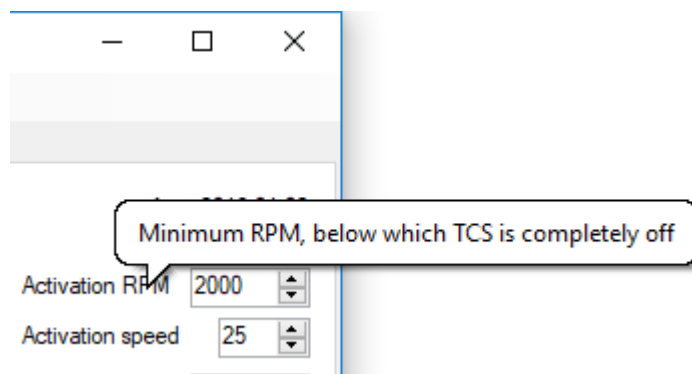 Minimum RPM, below which TCS is completely off
Activation RPM 2000
Activation speed 25